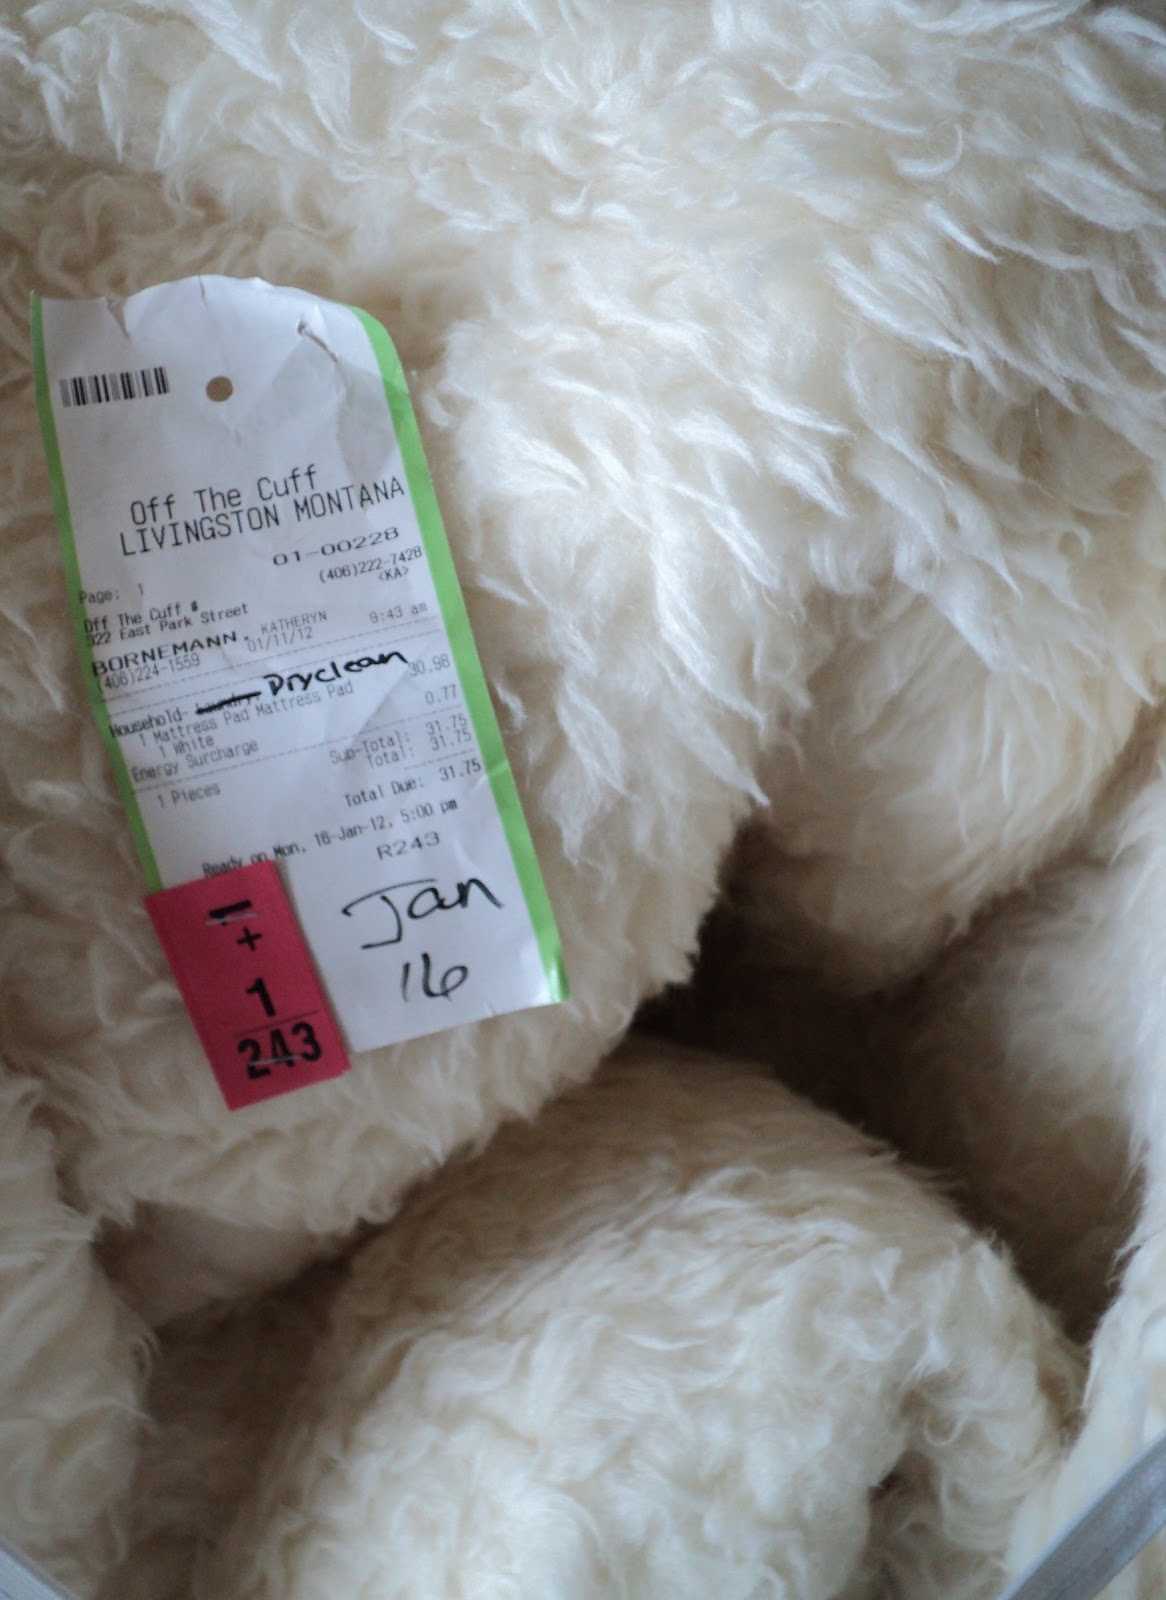 Off The Cuff
LIVINGSTON MONTANA
01-00228
(406)222-7428
Page: 1 <KA>
Off The Cuff #
322 East Park Street
BORNEMANN, KATHERYN 9:43 am
(406)224-1559 01/11/12
Household- Laundry: Dryclean 30.98
1 Mattress Pad Mattress Pad
1 White
Energy Surcharge 0.77
Sub-Total: 31.75
Total: 31.75
1 Pieces
Total Due: 31.75
Ready on Mon, 16-Jan-12, 5:00 pm
R243
Jan
16
+
1
243